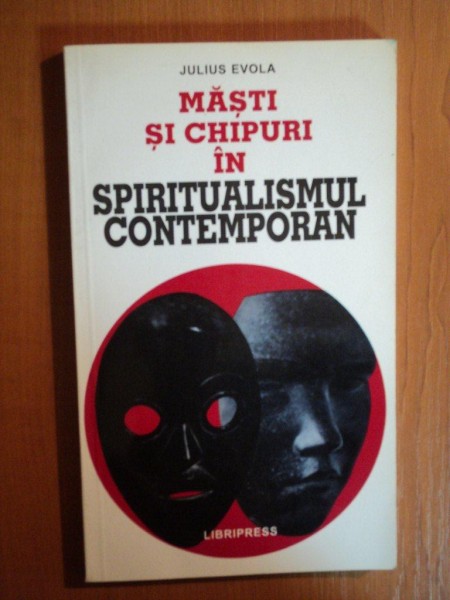 JULIUS EVOLA
MĂȘTI
ȘI CHIPURI
ÎN
SPIRITUALISMUL
CONTEMPORAN
LIBRIPRESS